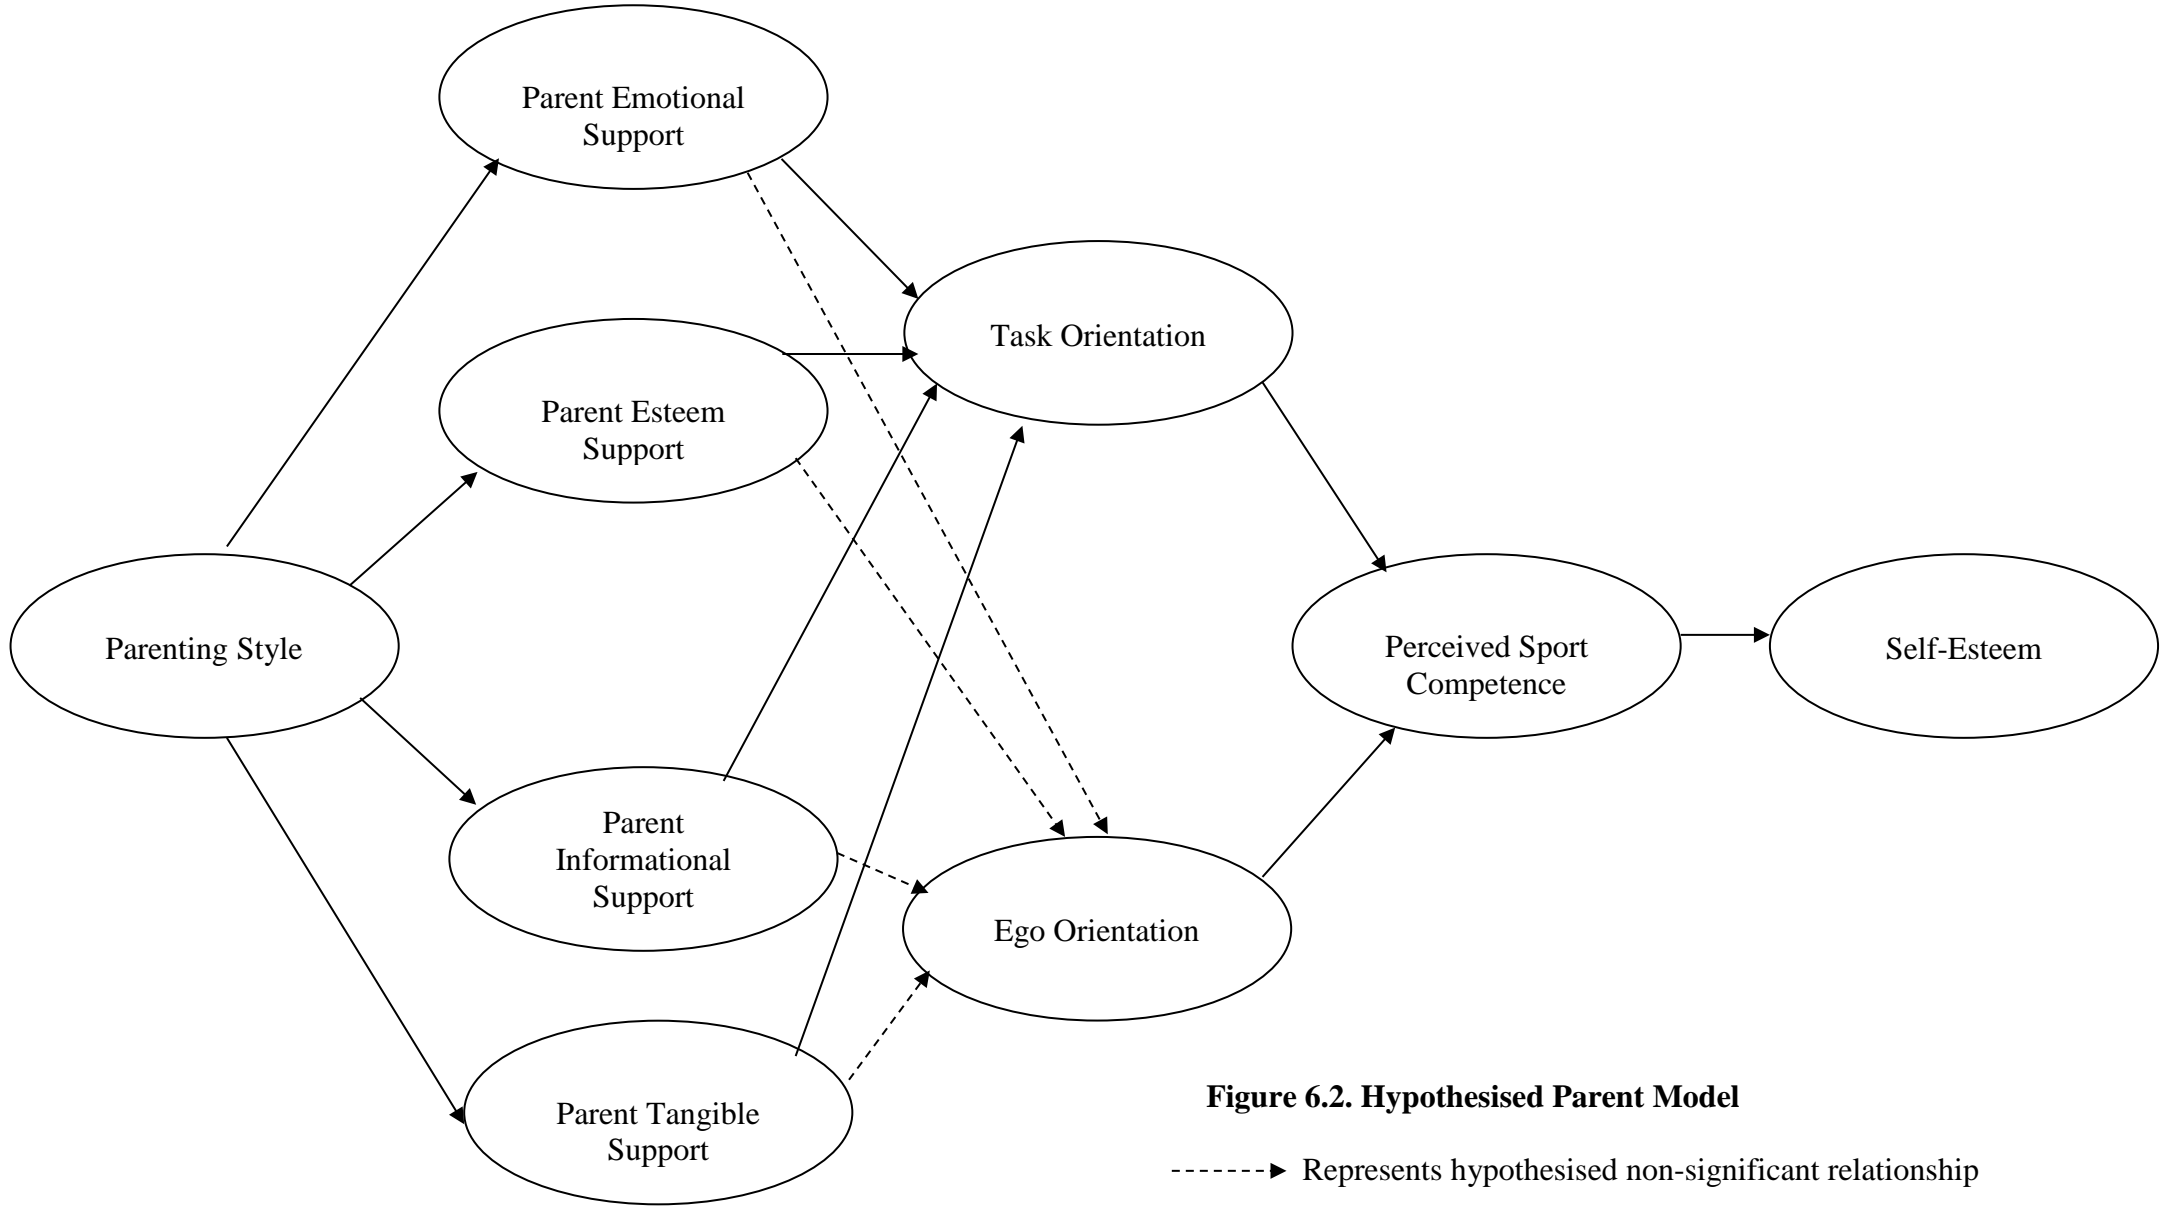 Parent Emotional
Support
Task Orientation
Parent Esteem
Support
Parenting Style
Perceived Sport
Competence
Self-Esteem
Parent
Informational
Support
Ego Orientation
Parent Tangible
Support
Figure 6.2. Hypothesised Parent Model
Represents hypothesised non-significant relationship